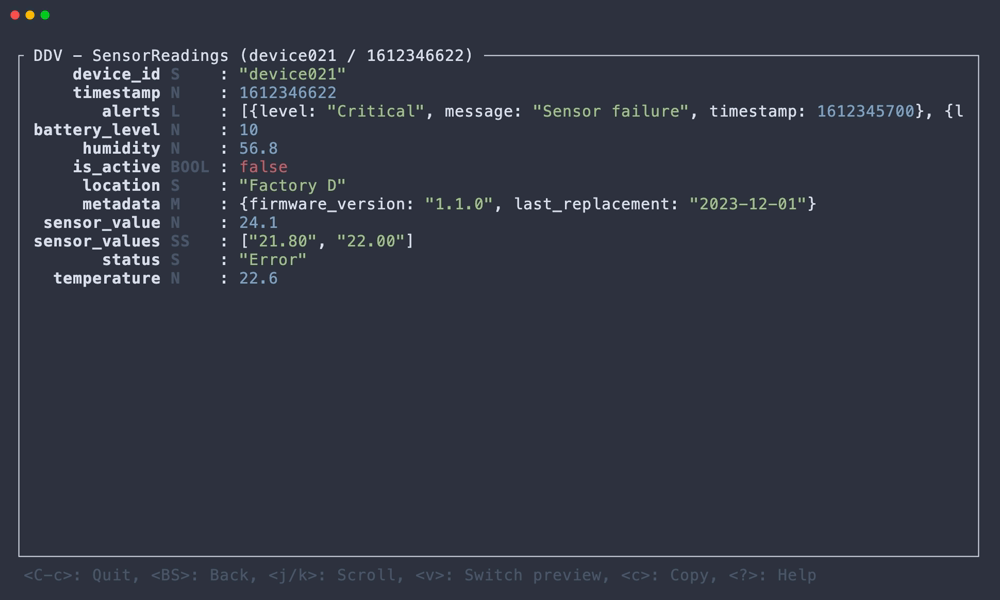 DDV – SensorReadings (device021 / 1612346622)
device_id S : "device021"
timestamp N : 1612346622
alerts L : [{level: "Critical", message: "Sensor failure", timestamp: 1612345700}, {l
battery_level N : 10
humidity N : 56.8
is_active BOOL : false
location S : "Factory D"
metadata M : {firmware_version: "1.1.0", last_replacement: "2023-12-01"}
sensor_value N : 24.1
sensor_values SS : ["21.80", "22.00"]
status S : "Error"
temperature N : 22.6
<C-c>: Quit, <BS>: Back, <j/k>: Scroll, <v>: Switch preview, <c>: Copy, <?>: Help